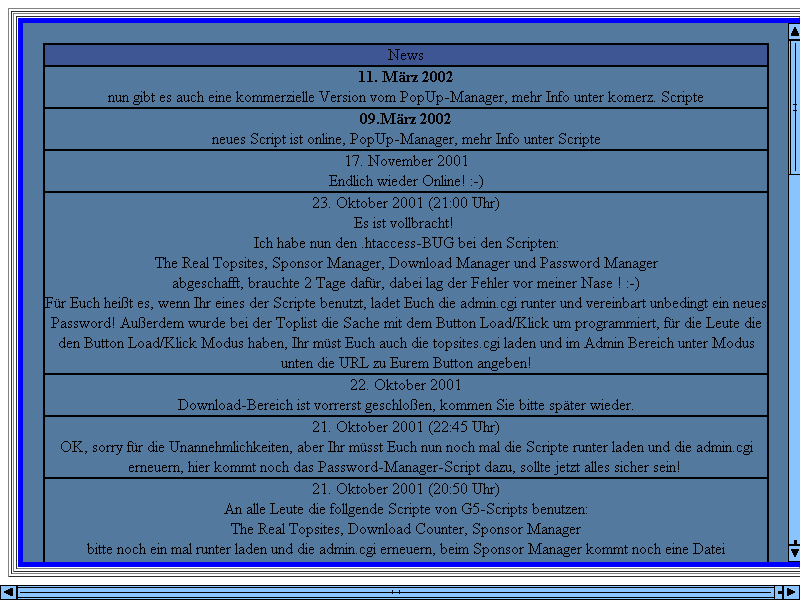 News
11. März 2002
nun gibt es auch eine kommerzielle Version vom PopUp-Manager, mehr Info unter komerz. Scripte
09.März 2002
neues Script ist online, PopUp-Manager, mehr Info unter Scripte
17. November 2001
Endlich wieder Online! :-)
23. Oktober 2001 (21:00 Uhr)
Es ist vollbracht!
Ich habe nun den .htaccess-BUG bei den Scripten:
The Real Topsites, Sponsor Manager, Download Manager und Password Manager
abgeschafft, brauchte 2 Tage dafür, dabei lag der Fehler vor meiner Nase ! :-)
Für Euch heißt es, wenn Ihr eines der Scripte benutzt, ladet Euch die admin.cgi runter und vereinbart unbedingt ein neues
Password! Außerdem wurde bei der Toplist die Sache mit dem Button Load/Klick um programmiert, für die Leute die
den Button Load/Klick Modus haben, Ihr müst Euch auch die topsites.cgi laden und im Admin Bereich unter Modus
unten die URL zu Eurem Button angeben!
22. Oktober 2001
Download-Bereich ist vorrerst geschloßen, kommen Sie bitte später wieder.
21. Oktober 2001 (22:45 Uhr)
OK, sorry für die Unannehmlichkeiten, aber Ihr müsst Euch nun noch mal die Scripte runter laden und die admin.cgi
erneuern, hier kommt noch das Password-Manager-Script dazu, sollte jetzt alles sicher sein!
21. Oktober 2001 (20:50 Uhr)
An alle Leute die follgende Scripte von G5-Scripts benutzen:
The Real Topsites, Download Counter, Sponsor Manager
bitte noch ein mal runter laden und die admin.cgi erneuern, beim Sponsor Manager kommt noch eine Datei